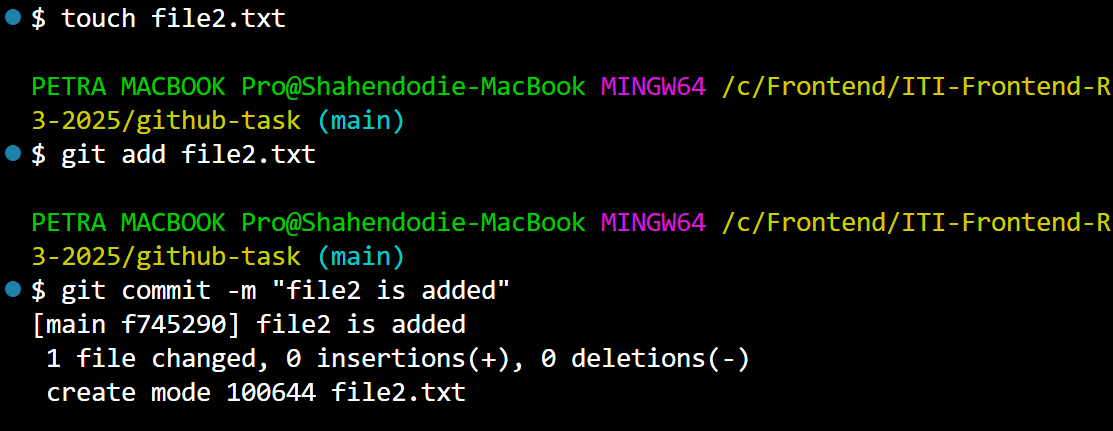 $ touch file2.txt
PETRA MACBOOK Pro@Shahendodie-MacBook MINGW64 /c/Frontend/ITI-Frontend-R
3-2025/github-task (main)
$ git add file2.txt
PETRA MACBOOK Pro@Shahendodie-MacBook MINGW64 /c/Frontend/ITI-Frontend-R
3-2025/github-task (main)
$ git commit -m "file2 is added"
[main f745290] file2 is added
 1 file changed, 0 insertions(+), 0 deletions(-)
 create mode 100644 file2.txt